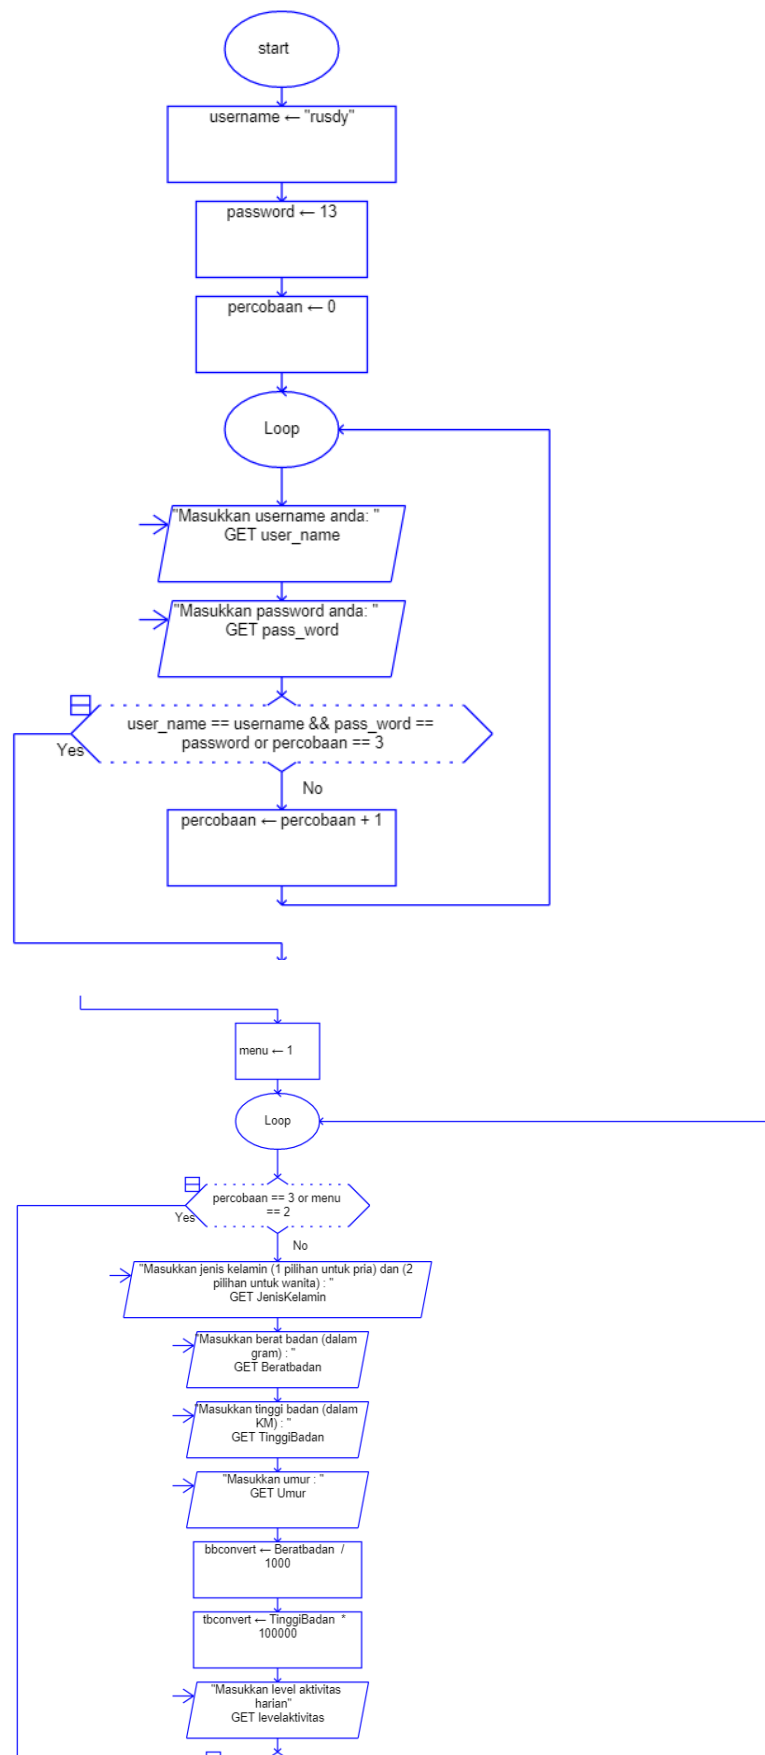 start
username ← "rusdy"
password ← 13
percobaan ← 0
Loop
"Masukkan username anda: "
GET user_name
"Masukkan password anda: "
GET pass_word
user_name == username && pass_word ==
password or percobaan == 3
Yes
No
percobaan ← percobaan + 1
menu ← 1
Loop
percobaan == 3 or menu
== 2
Yes
No
"Masukkan jenis kelamin (1 pilihan untuk pria) dan (2
pilihan untuk wanita) : "
GET JenisKelamin
"Masukkan berat badan (dalam
gram) : "
GET Beratbadan
"Masukkan tinggi badan (dalam
KM) : "
GET TinggiBadan
"Masukkan umur : "
GET Umur
bbconvert ← Beratbadan /
1000
tbconvert ← TinggiBadan *
100000
"Masukkan level aktivitas
harian"
GET levelaktivitas